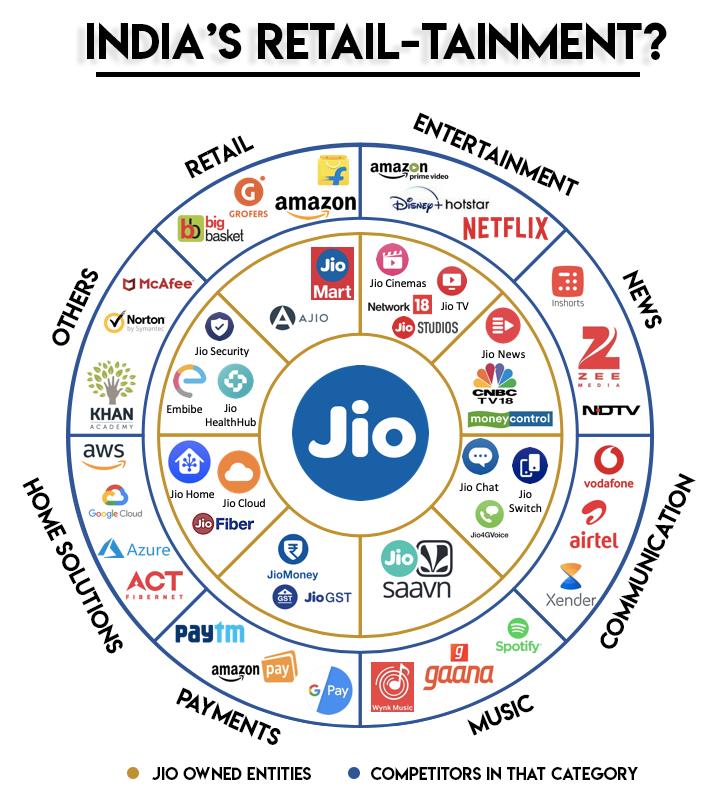 INDIA'S RETAIL-TAINMENT?
RETAIL
f
G
GROFERS
amazon
bb big
basket
ENTERTAINMENT
amazon
prime video
Disney+ hotstar
NETFLIX
NEWS
Inshorts
Z
ZEE
MEDIA
NDTV
COMMUNICATION
vodafone
airtel
Xender
MUSIC
Spotify
g
gaana
Wynk Music
PAYMENTS
paytm
amazon pay
G Pay
HOME SOLUTIONS
aws
Google Cloud
Azure
ACT
FIBERNET
OTHERS
McAfee
Norton
by Symantec
KHAN
ACADEMY
Jio
Mart
AJIO
Jio Cinemas
Jio TV
Network 18
Jio STUDIOS
Jio News
CNBC
TV18
moneycontrol
Jio Chat
Jio
Switch
Jio4GVoice
Jio
saavn
JioMoney
GST
JioGST
Jio Home
Jio Cloud
Jio Fiber
Jio Security
Embibe
Jio
HealthHub
Jio
JIO OWNED ENTITIES
COMPETITORS IN THAT CATEGORY